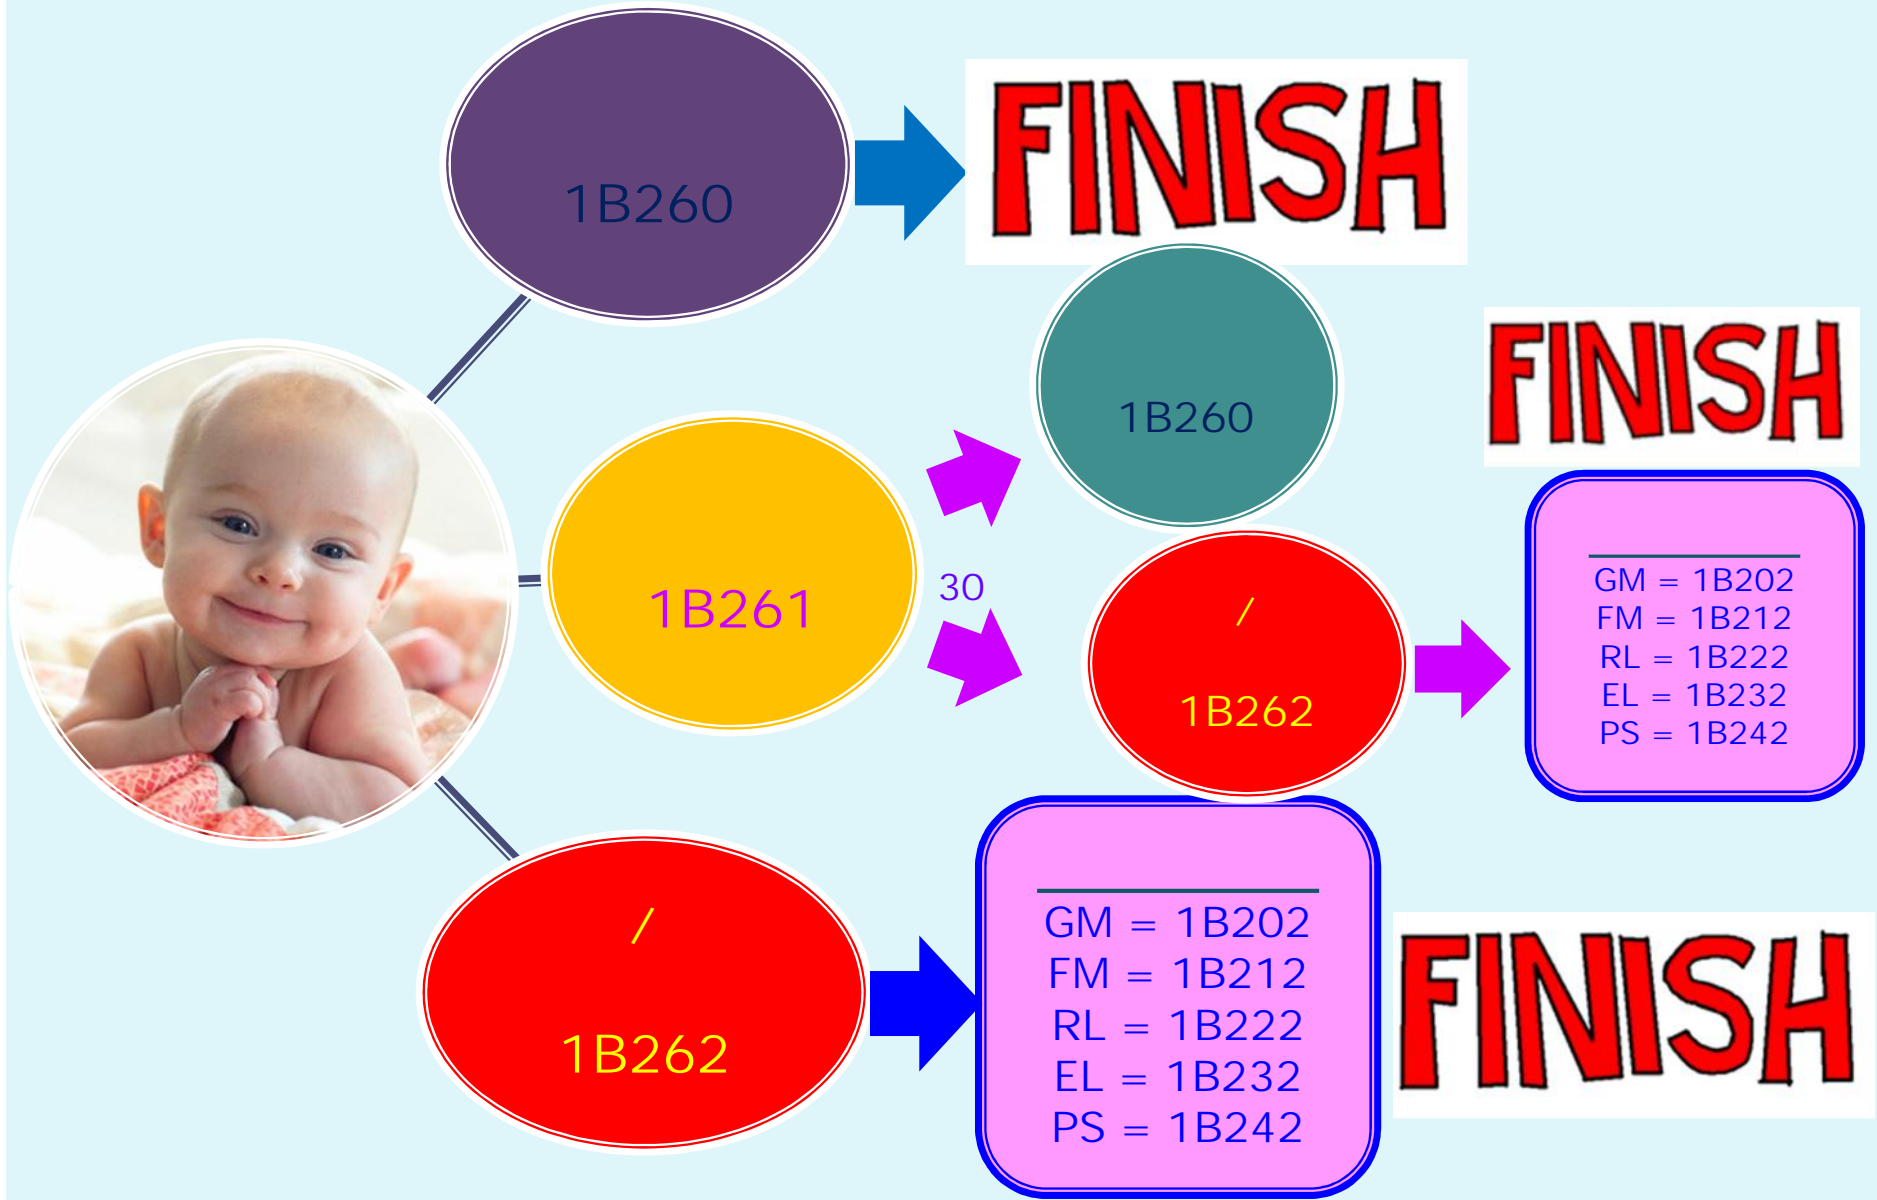 1B260
FINISH
1B260
FINISH
1B261
30
/
1B262
GM = 1B202
FM = 1B212
RL = 1B222
EL = 1B232
PS = 1B242
/
1B262
GM = 1B202
FM = 1B212
RL = 1B222
EL = 1B232
PS = 1B242
FINISH